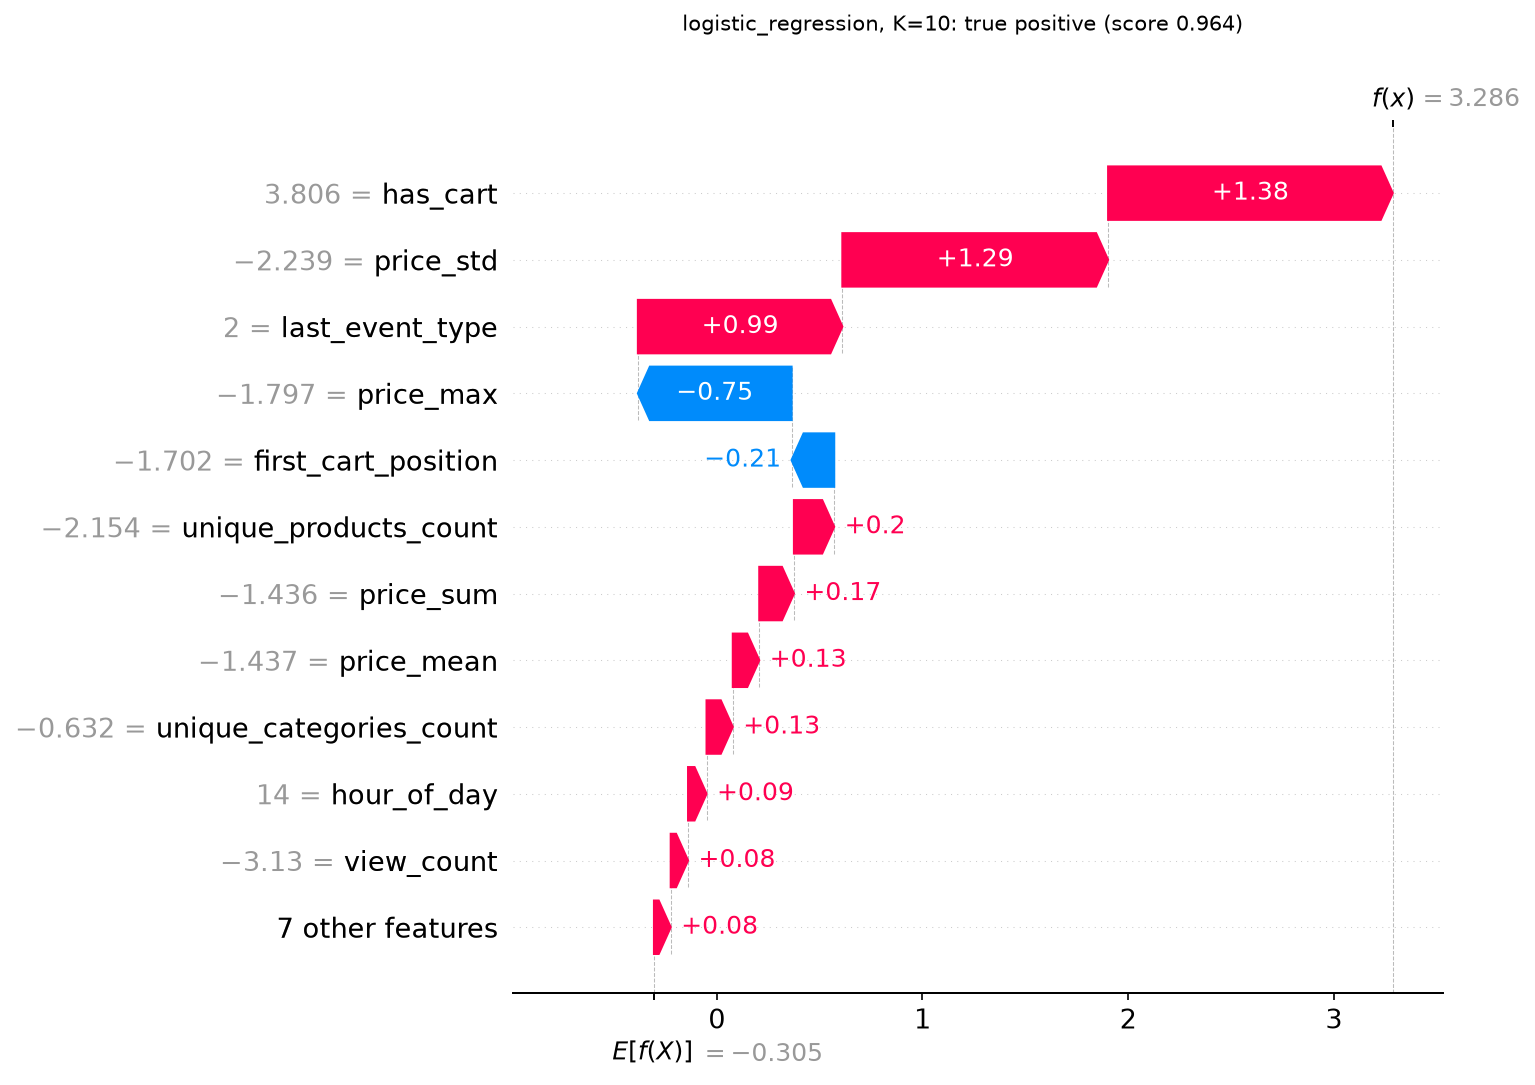 logistic_regression, K=10: true positive (score 0.964)
f(x) = 3.286
3.806 = has_cart +1.38
−2.239 = price_std +1.29
2 = last_event_type +0.99
−1.797 = price_max −0.75
−1.702 = first_cart_position −0.21
−2.154 = unique_products_count +0.2
−1.436 = price_sum +0.17
−1.437 = price_mean +0.13
−0.632 = unique_categories_count +0.13
14 = hour_of_day +0.09
−3.13 = view_count +0.08
7 other features +0.08
0 1 2 3
E[f(X)] = −0.305